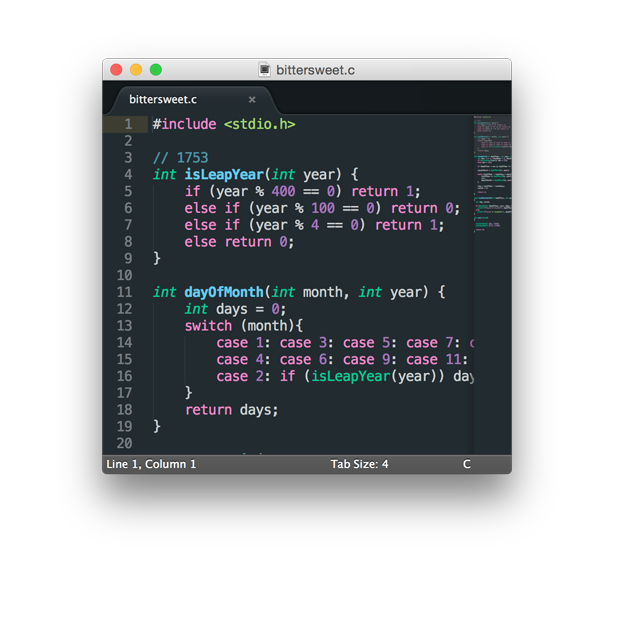 bittersweet.c
bittersweet.c ×
1 #include <stdio.h>
2
3 // 1753
4 int isLeapYear(int year) {
5 if (year % 400 == 0) return 1;
6 else if (year % 100 == 0) return 0;
7 else if (year % 4 == 0) return 1;
8 else return 0;
9 }
10
11 int dayOfMonth(int month, int year) {
12 int days = 0;
13 switch (month){
14 case 1: case 3: case 5: case 7:
15 case 4: case 6: case 9: case 11:
16 case 2: if (isLeapYear(year)) day
17 }
18 return days;
19 }
20
Line 1, Column 1 Tab Size: 4 C